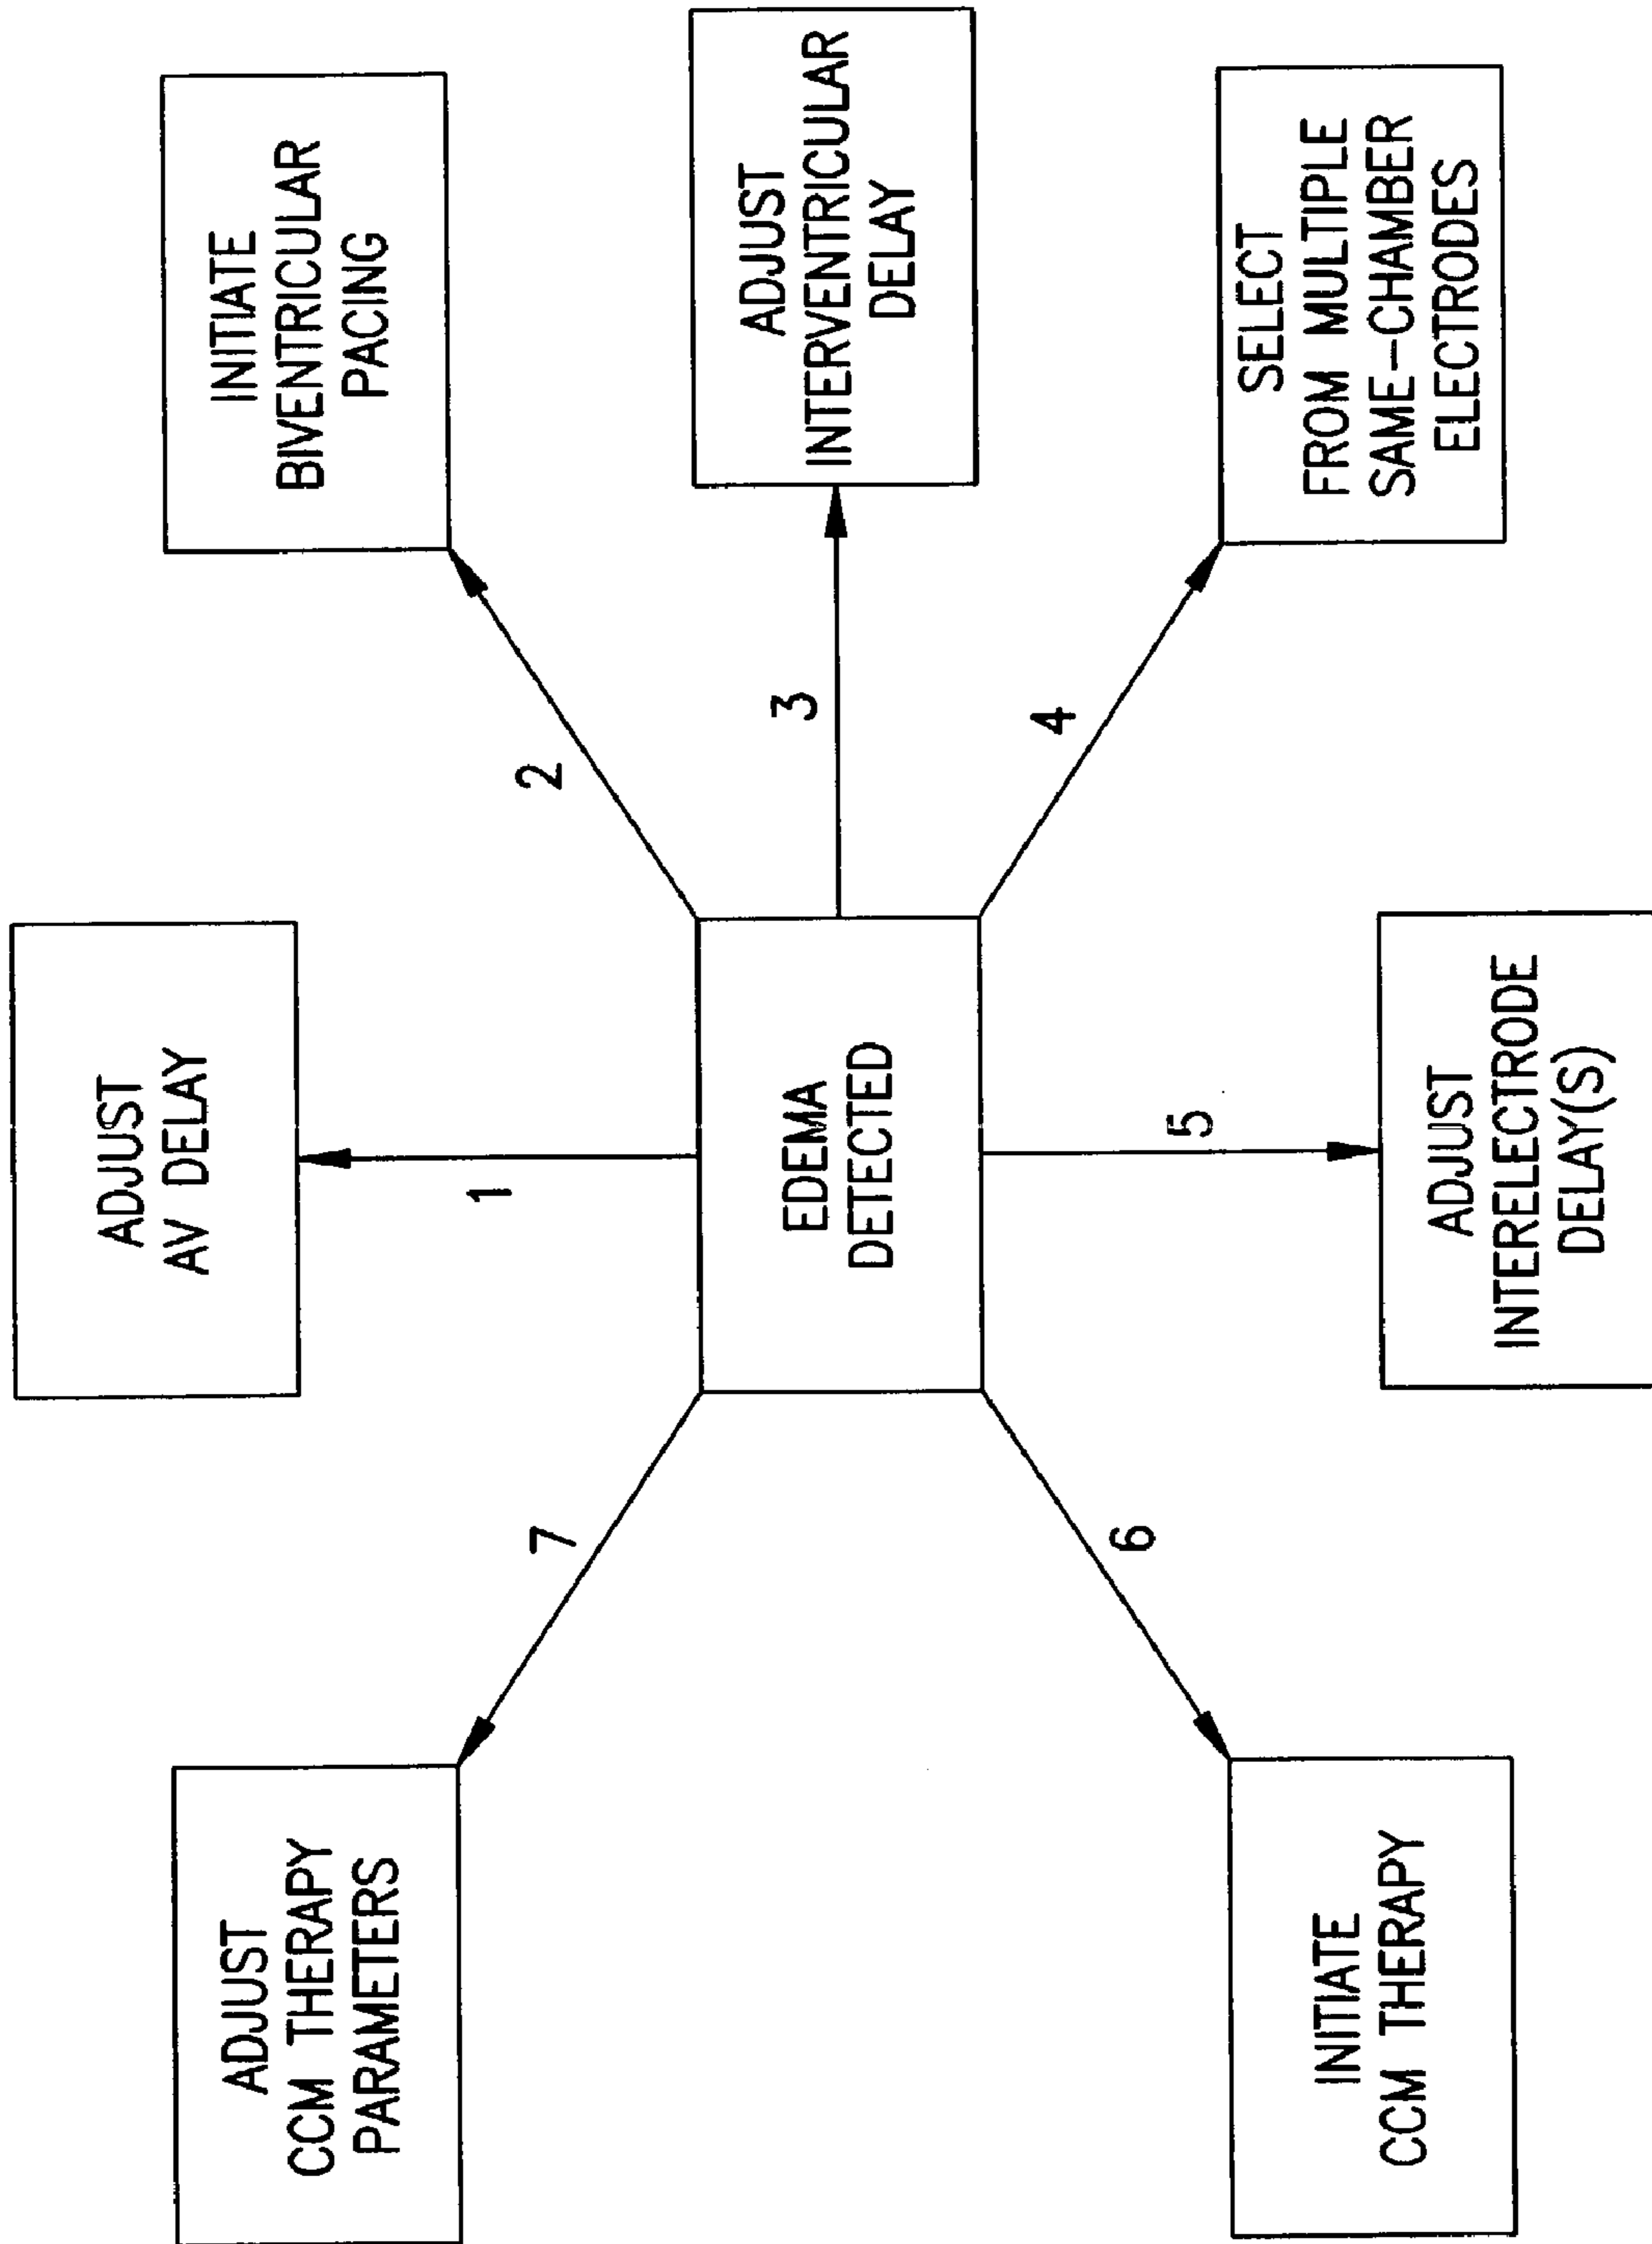 ADJUST
AV DELAY
1
INITIATE
BIVENTRICULAR
PACING
2
ADJUST
INTERVENTRICULAR
DELAY
3
SELECT
FROM MULTIPLE
SAME-CHAMBER
ELECTRODES
4
ADJUST
INTERELECTRODE
DELAY(S)
5
INITIATE
CCM THERAPY
6
ADJUST
CCM THERAPY
PARAMETERS
7
EDEMA
DETECTED